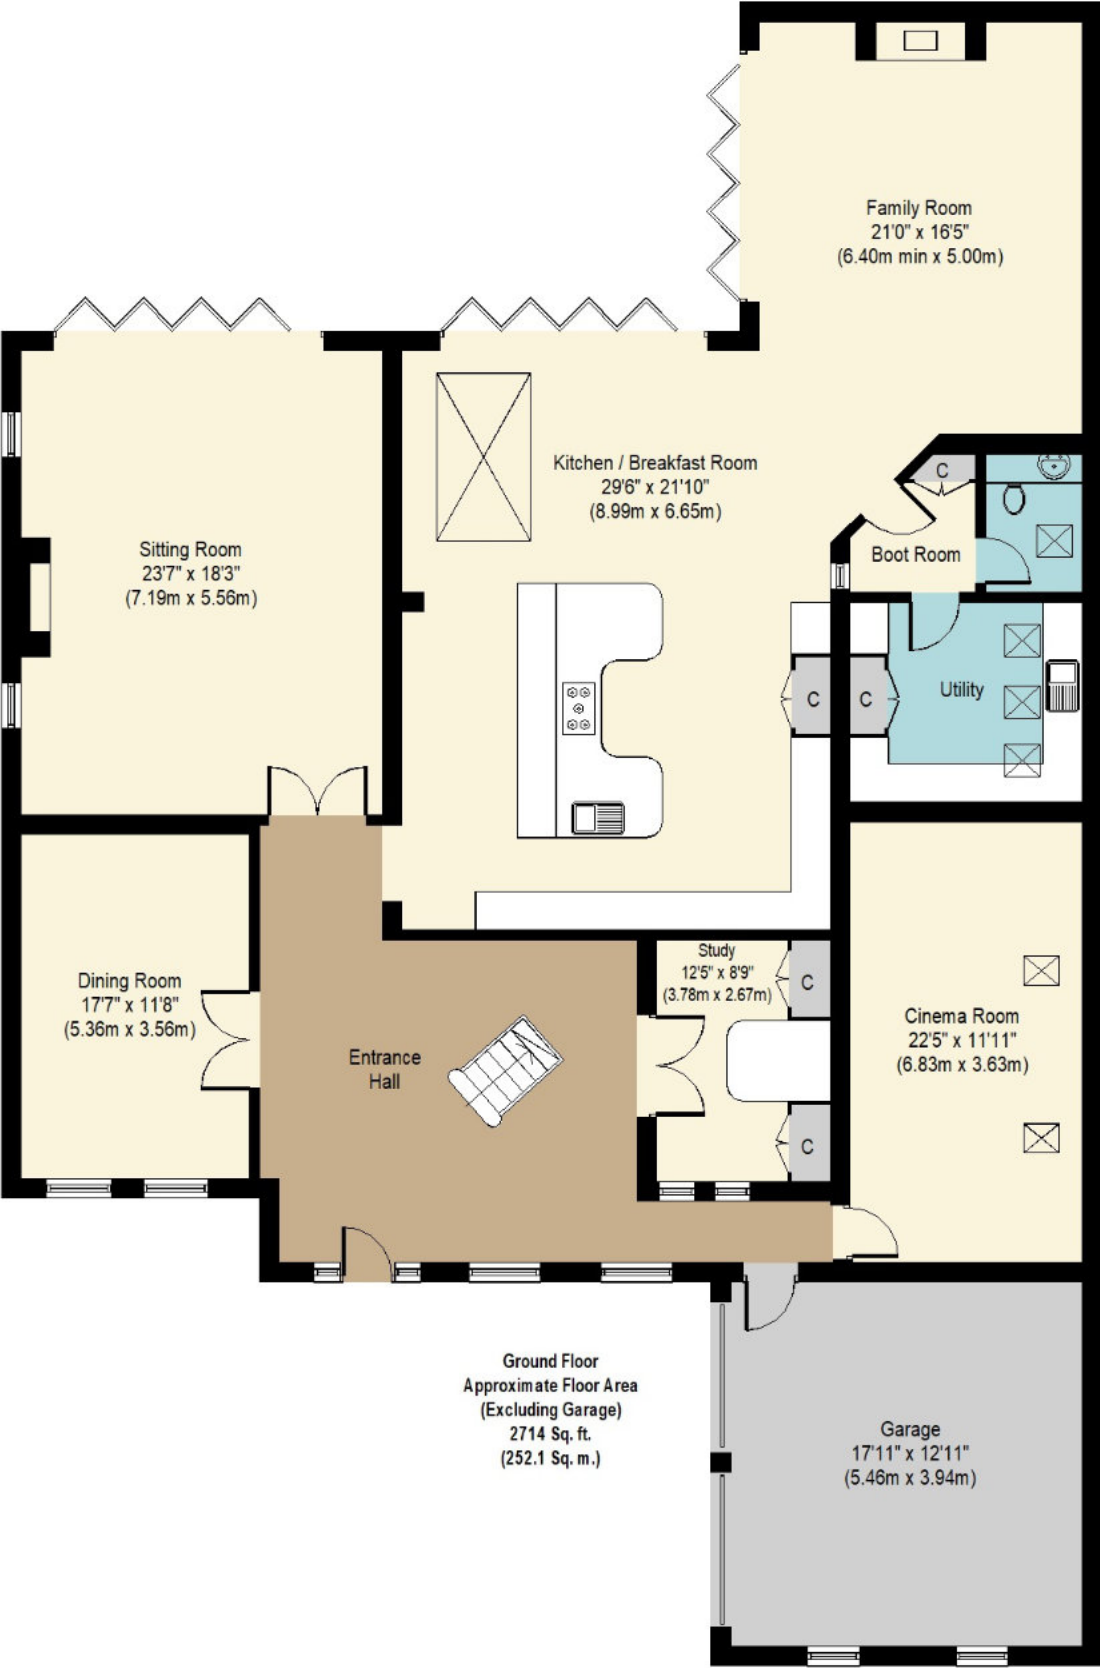 Family Room
21'0" x 16'5"
(6.40m min x 5.00m)
Kitchen / Breakfast Room
29'6" x 21'10"
(8.99m x 6.65m)
C
Boot Room
Sitting Room
23'7" x 18'3"
(7.19m x 5.56m)
C
C
Utility
Study
12'5" x 8'9"
(3.78m x 2.67m)
C
Dining Room
17'7" x 11'8"
(5.36m x 3.56m)
Cinema Room
22'5" x 11'11"
(6.83m x 3.63m)
Entrance
Hall
C
Ground Floor
Approximate Floor Area
(Excluding Garage)
2714 Sq. ft.
(252.1 Sq. m.)
Garage
17'11" x 12'11"
(5.46m x 3.94m)